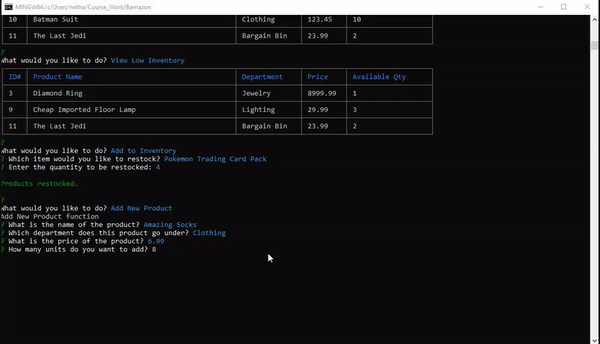 MINGW64:/c/Users/netha/Course_Work/Bamazon
10 Batman Suit Clothing 123.45 10
11 The Last Jedi Bargain Bin 23.99 2
?
What would you like to do? View Low Inventory
ID# Product Name Department Price Available Qty
3 Diamond Ring Jewelry 8999.99 1
9 Cheap Imported Floor Lamp Lighting 29.99 3
11 The Last Jedi Bargain Bin 23.99 2
?
What would you like to do? Add to Inventory
? Which item would you like to restock? Pokemon Trading Card Pack
? Enter the quantity to be restocked: 4
?roducts restocked.
?
What would you like to do? Add New Product
Add New Product function
? What is the name of the product? Amazing Socks
? Which department does this product go under? Clothing
? What is the price of the product? 6.99
? How many units do you want to add? 8